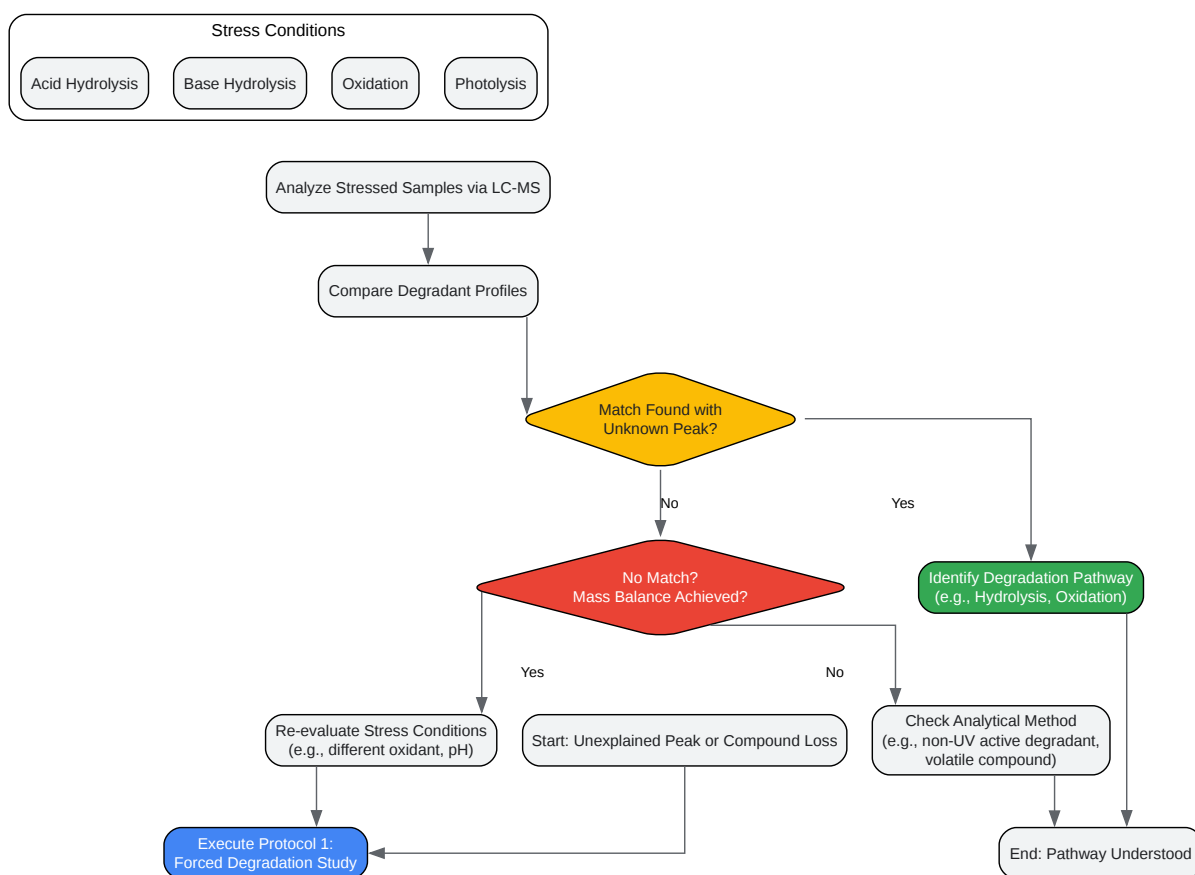 Stress Conditions
Acid Hydrolysis
Base Hydrolysis
Oxidation
Photolysis
Analyze Stressed Samples via LC-MS
Compare Degradant Profiles
Match Found with
Unknown Peak?
No
Yes
No Match?
Mass Balance Achieved?
Identify Degradation Pathway
(e.g., Hydrolysis, Oxidation)
Yes
No
Re-evaluate Stress Conditions
(e.g., different oxidant, pH)
Start: Unexplained Peak or Compound Loss
Check Analytical Method
(e.g., non-UV active degradant,
volatile compound)
Execute Protocol 1:
Forced Degradation Study
End: Pathway Understood